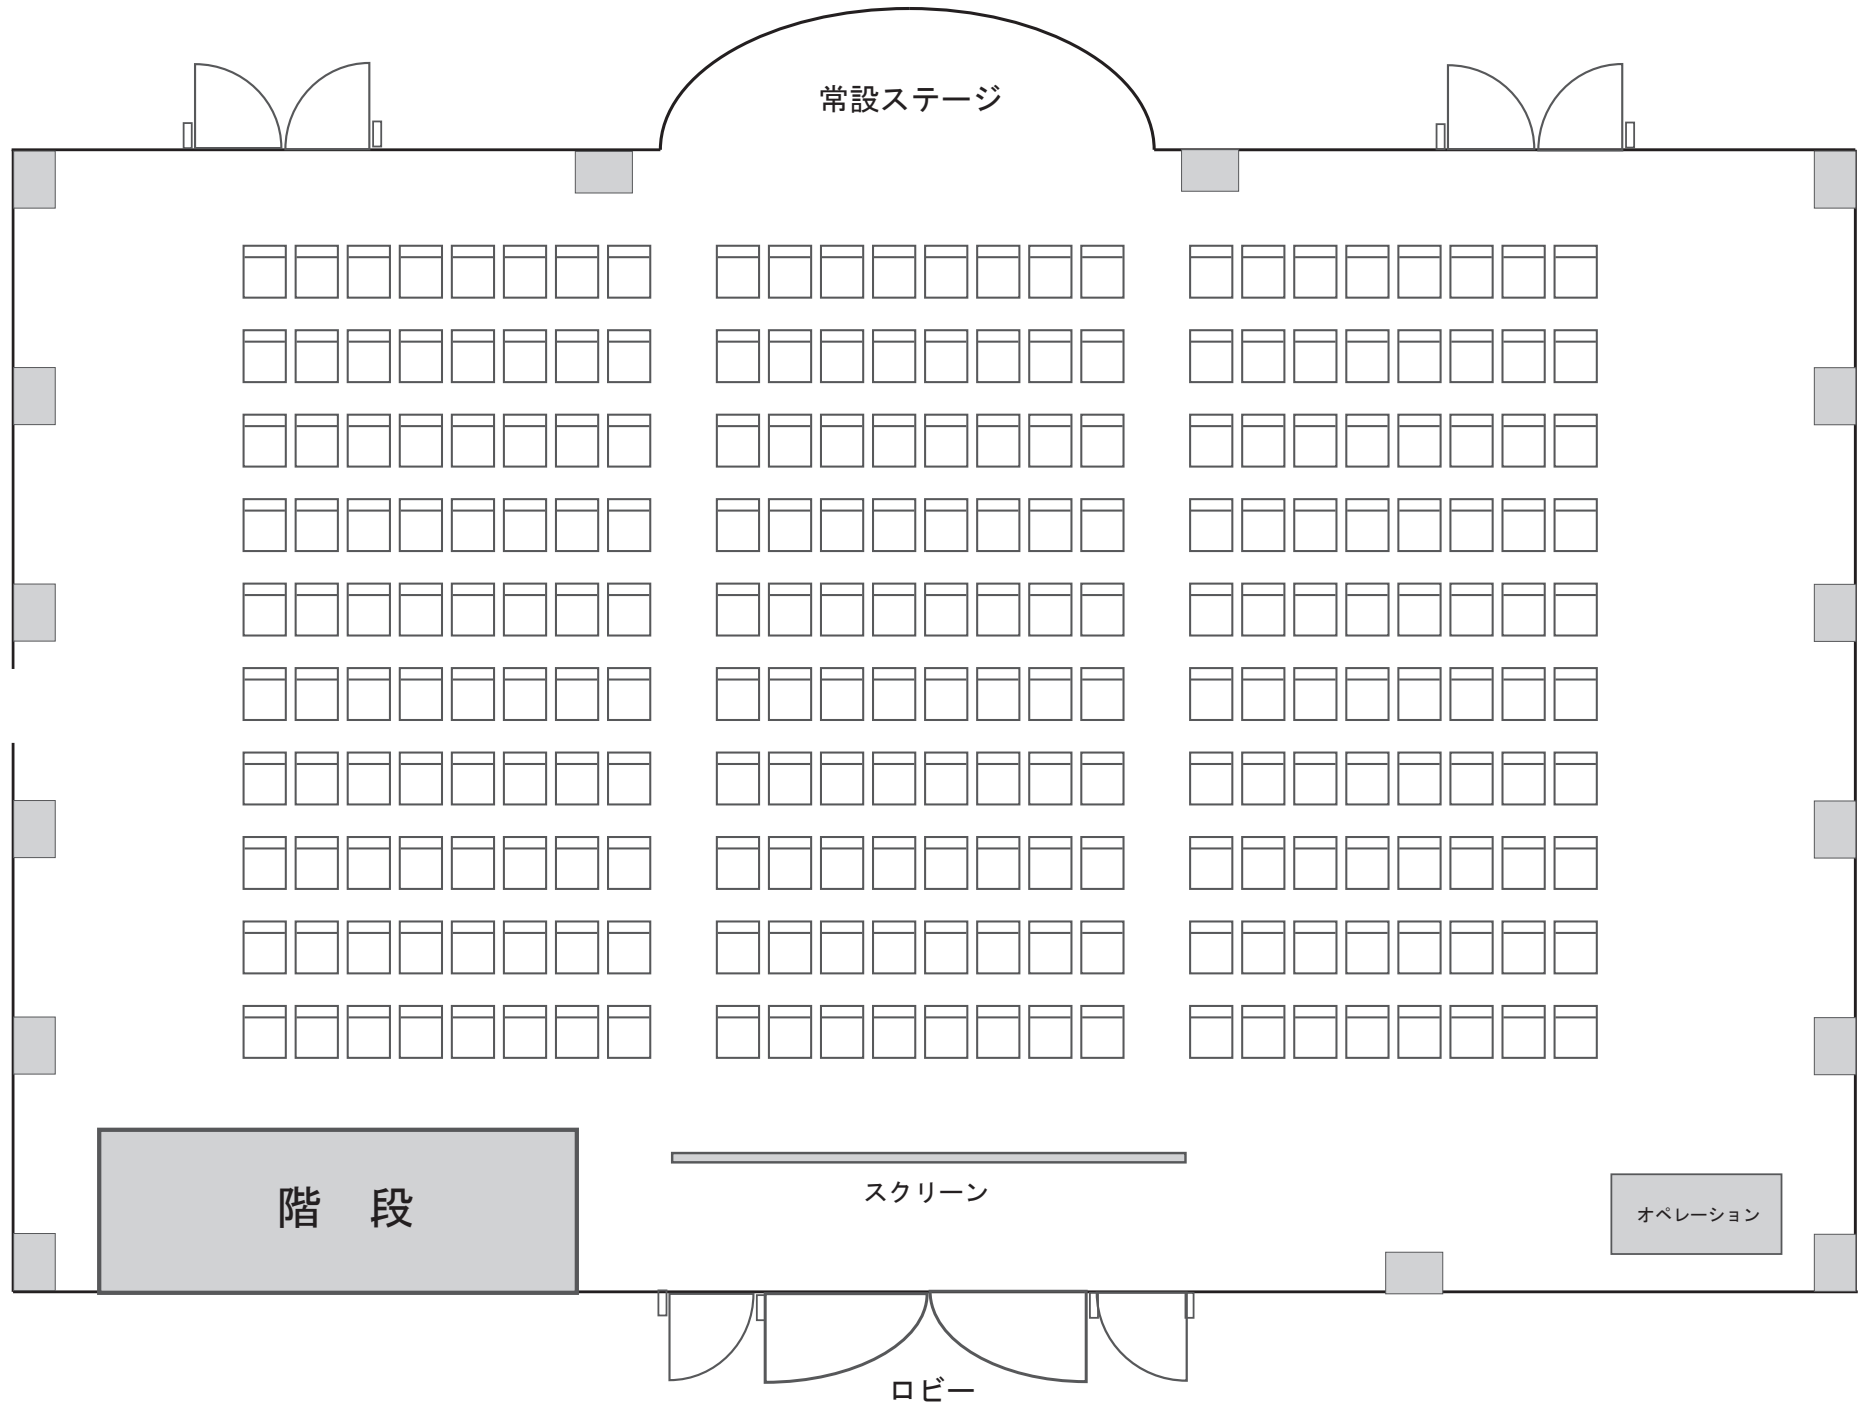 常設ステージ
階　段
スクリーン
オペレーション
ロビー